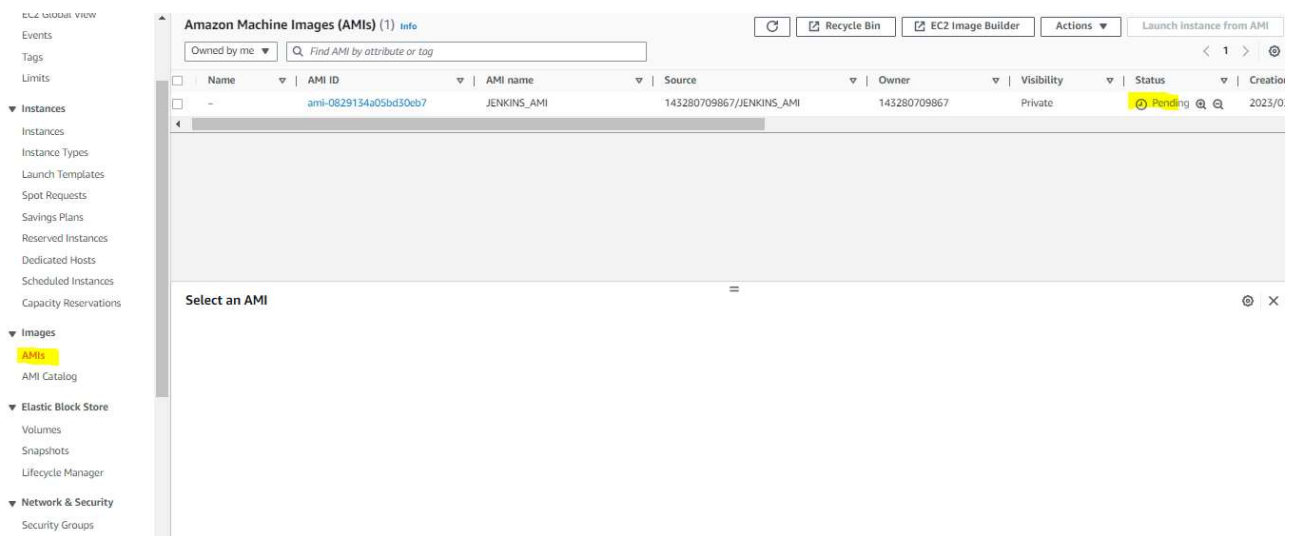 EC2 Global View
Events
Tags
Limits
Instances
Instances
Instance Types
Launch Templates
Spot Requests
Savings Plans
Reserved Instances
Dedicated Hosts
Scheduled Instances
Capacity Reservations
Images
AMIs
AMI Catalog
Elastic Block Store
Volumes
Snapshots
Lifecycle Manager
Network & Security
Security Groups
Amazon Machine Images (AMIs) (1) Info
Recycle Bin
EC2 Image Builder
Actions
Launch instance from AMI
Owned by me
Find AMI by attribute or tag
1
Name AMI ID AMI name Source Owner Visibility Status Creation
- ami-0829134a05bd30eb7 JENKINS_AMI 143280709867/JENKINS_AMI 143280709867 Private Pending 2023/0
Select an AMI